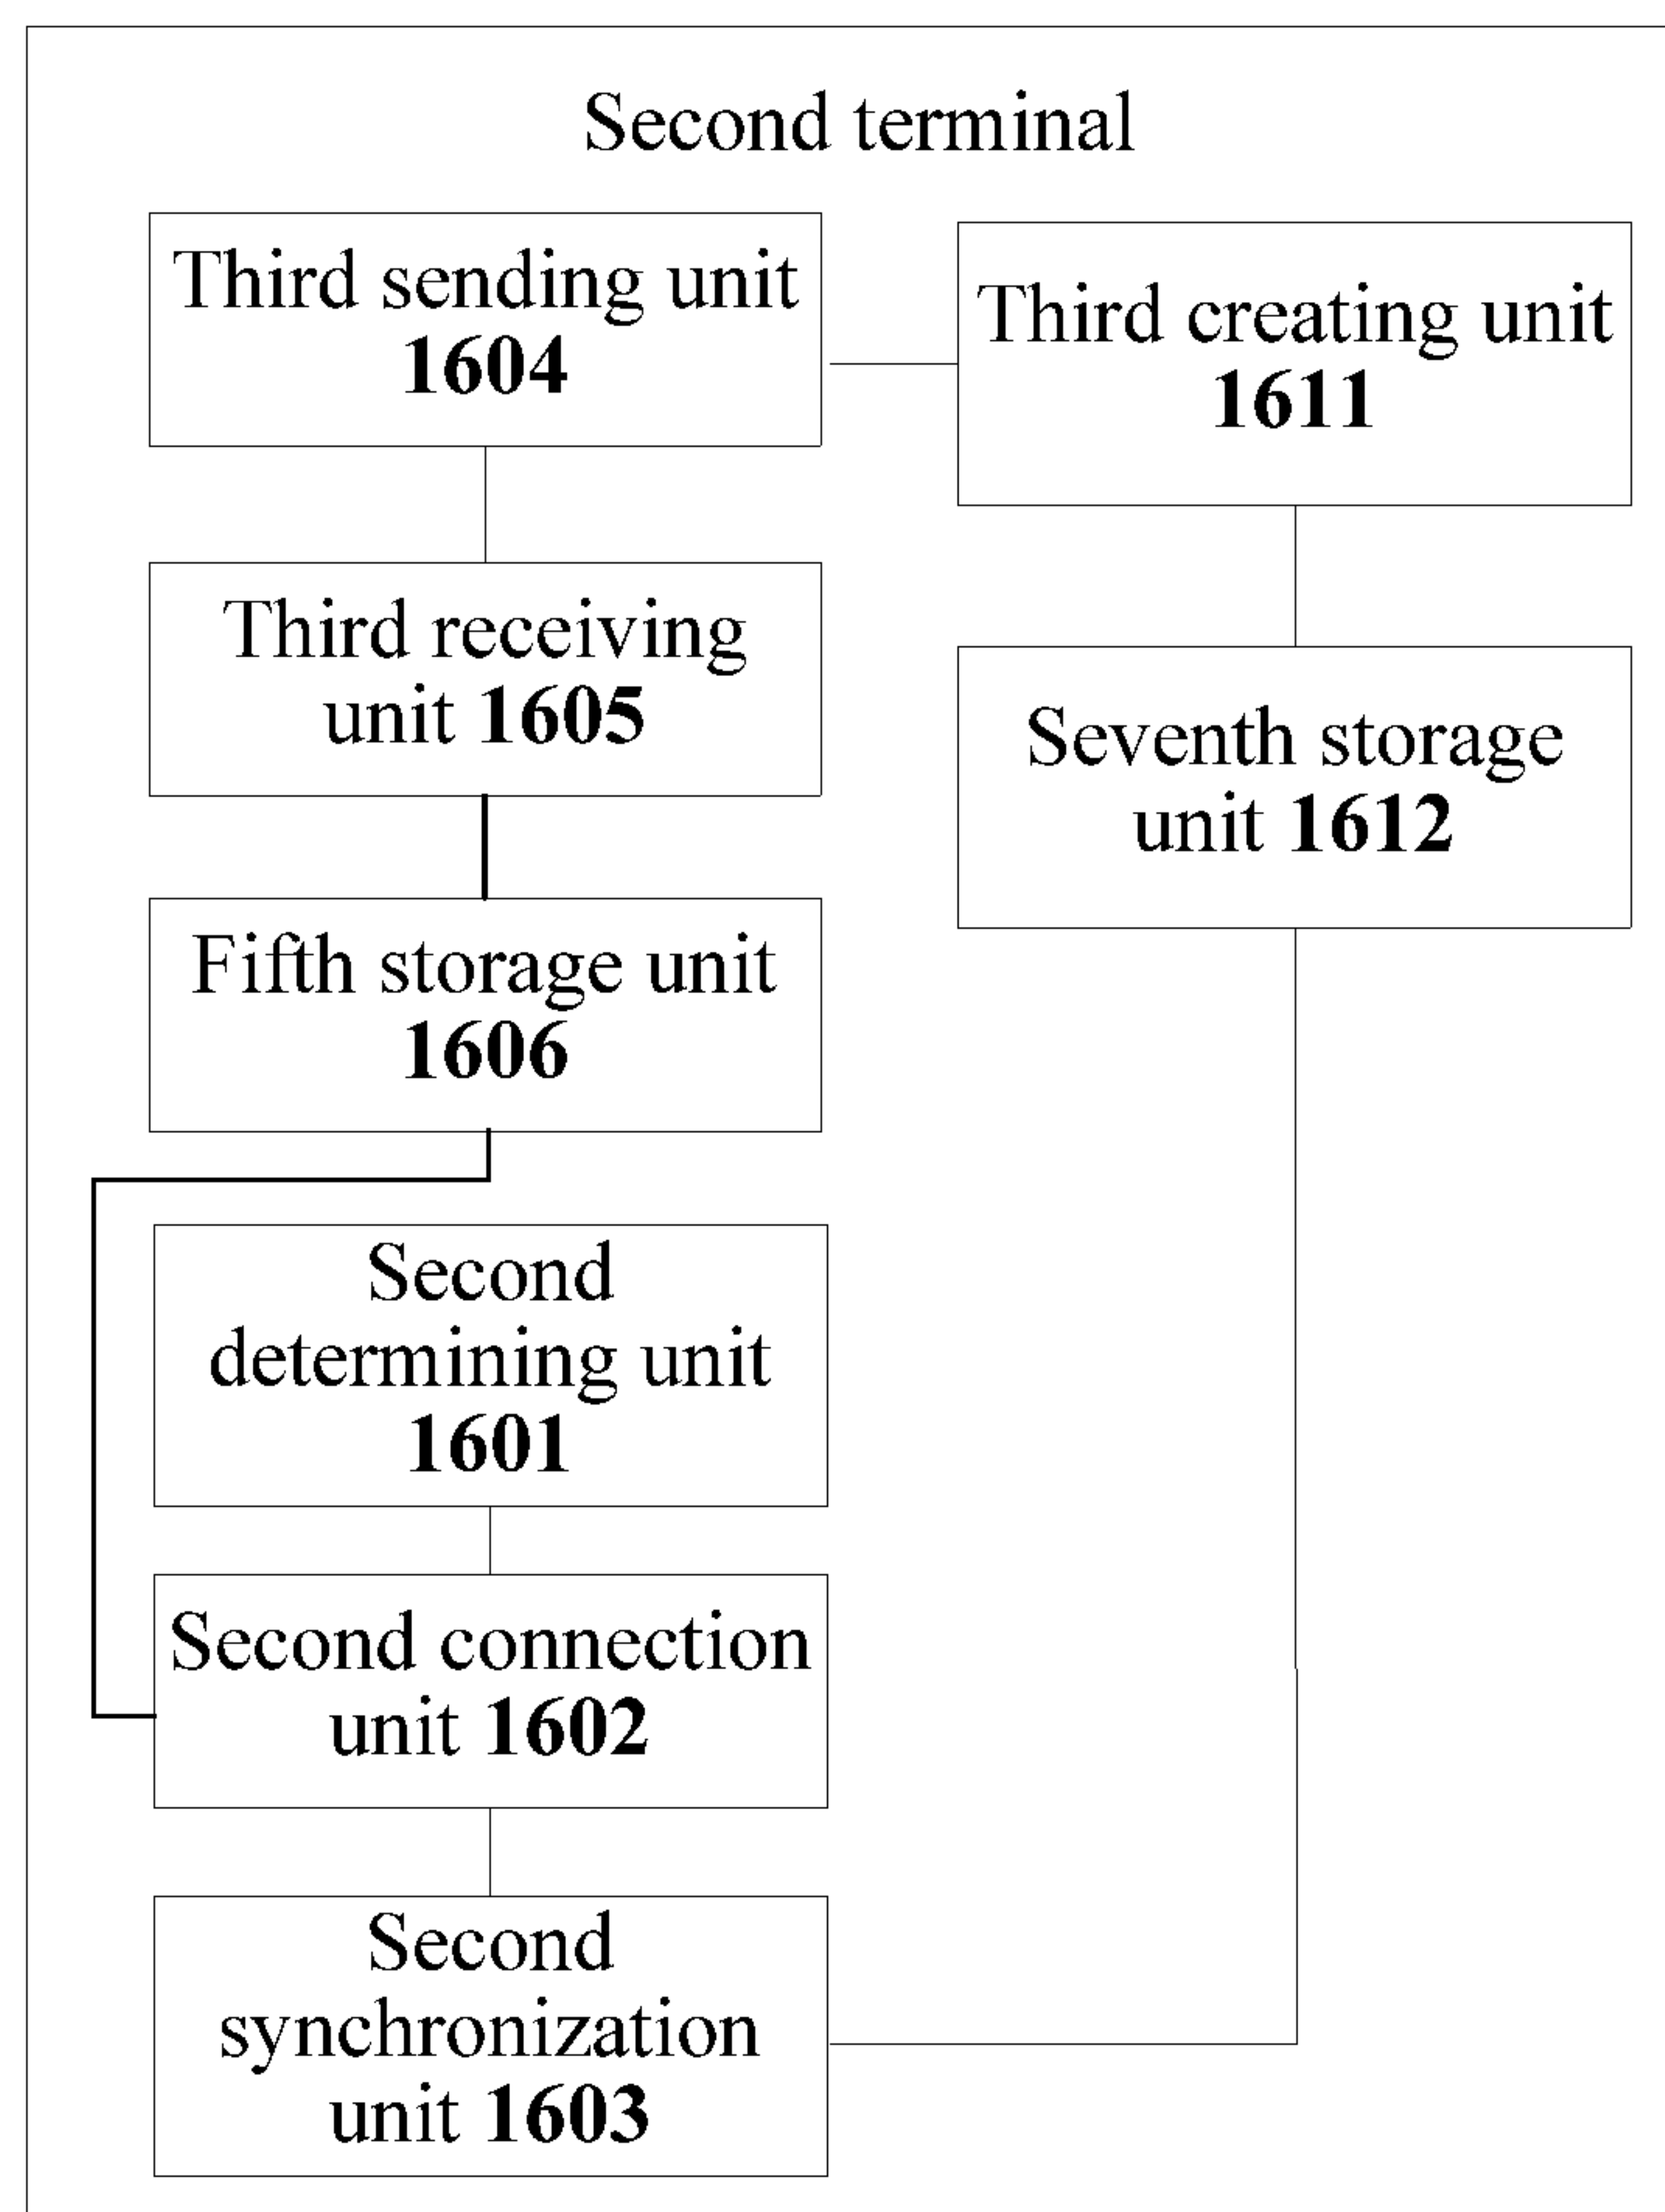 Second terminal
Third sending unit
1604
Third creating unit
1611
Third receiving
unit 1605
Seventh storage
unit 1612
Fifth storage unit
1606
Second
determining unit
1601
Second connection
unit 1602
Second
synchronization
unit 1603